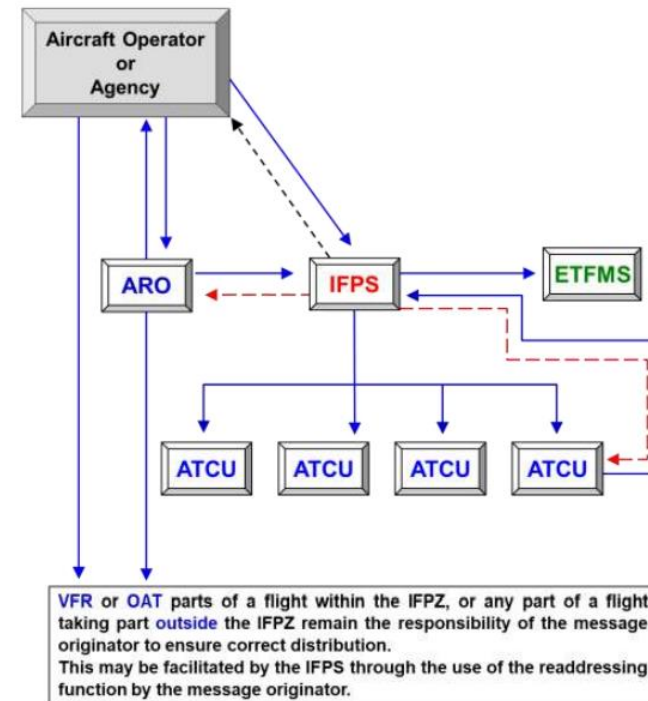 Aircraft Operator
or
Agency
ARO
IFPS
ETFMS
ATCU
ATCU
ATCU
ATCU
VFR or OAT parts of a flight within the IFPZ, or any part of a flight
taking part outside the IFPZ remain the responsibility of the message
originator to ensure correct distribution.
This may be facilitated by the IFPS through the use of the readdressing
function by the message originator.